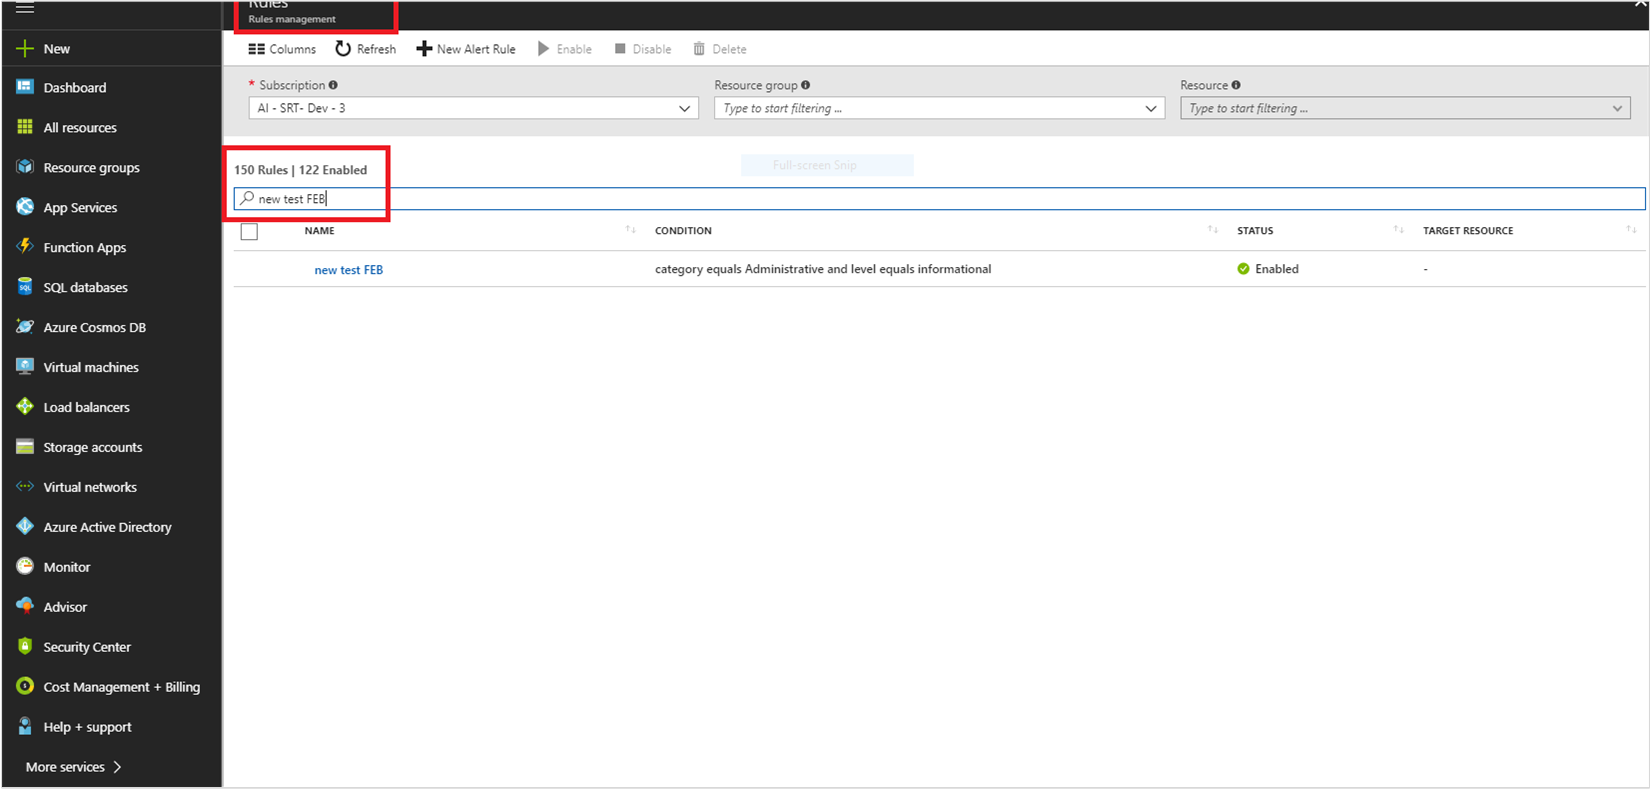 Rules
Rules management
New
Dashboard
All resources
Resource groups
App Services
Function Apps
SQL databases
Azure Cosmos DB
Virtual machines
Load balancers
Storage accounts
Virtual networks
Azure Active Directory
Monitor
Advisor
Security Center
Cost Management + Billing
Help + support
More services
Columns Refresh New Alert Rule Enable Disable Delete
* Subscription Resource group Resource
AI - SRT- Dev - 3 Type to start filtering ... Type to start filtering ...
150 Rules | 122 Enabled
Full-screen Snip
new test FEB
NAME CONDITION STATUS TARGET RESOURCE
new test FEB category equals Administrative and level equals informational Enabled -